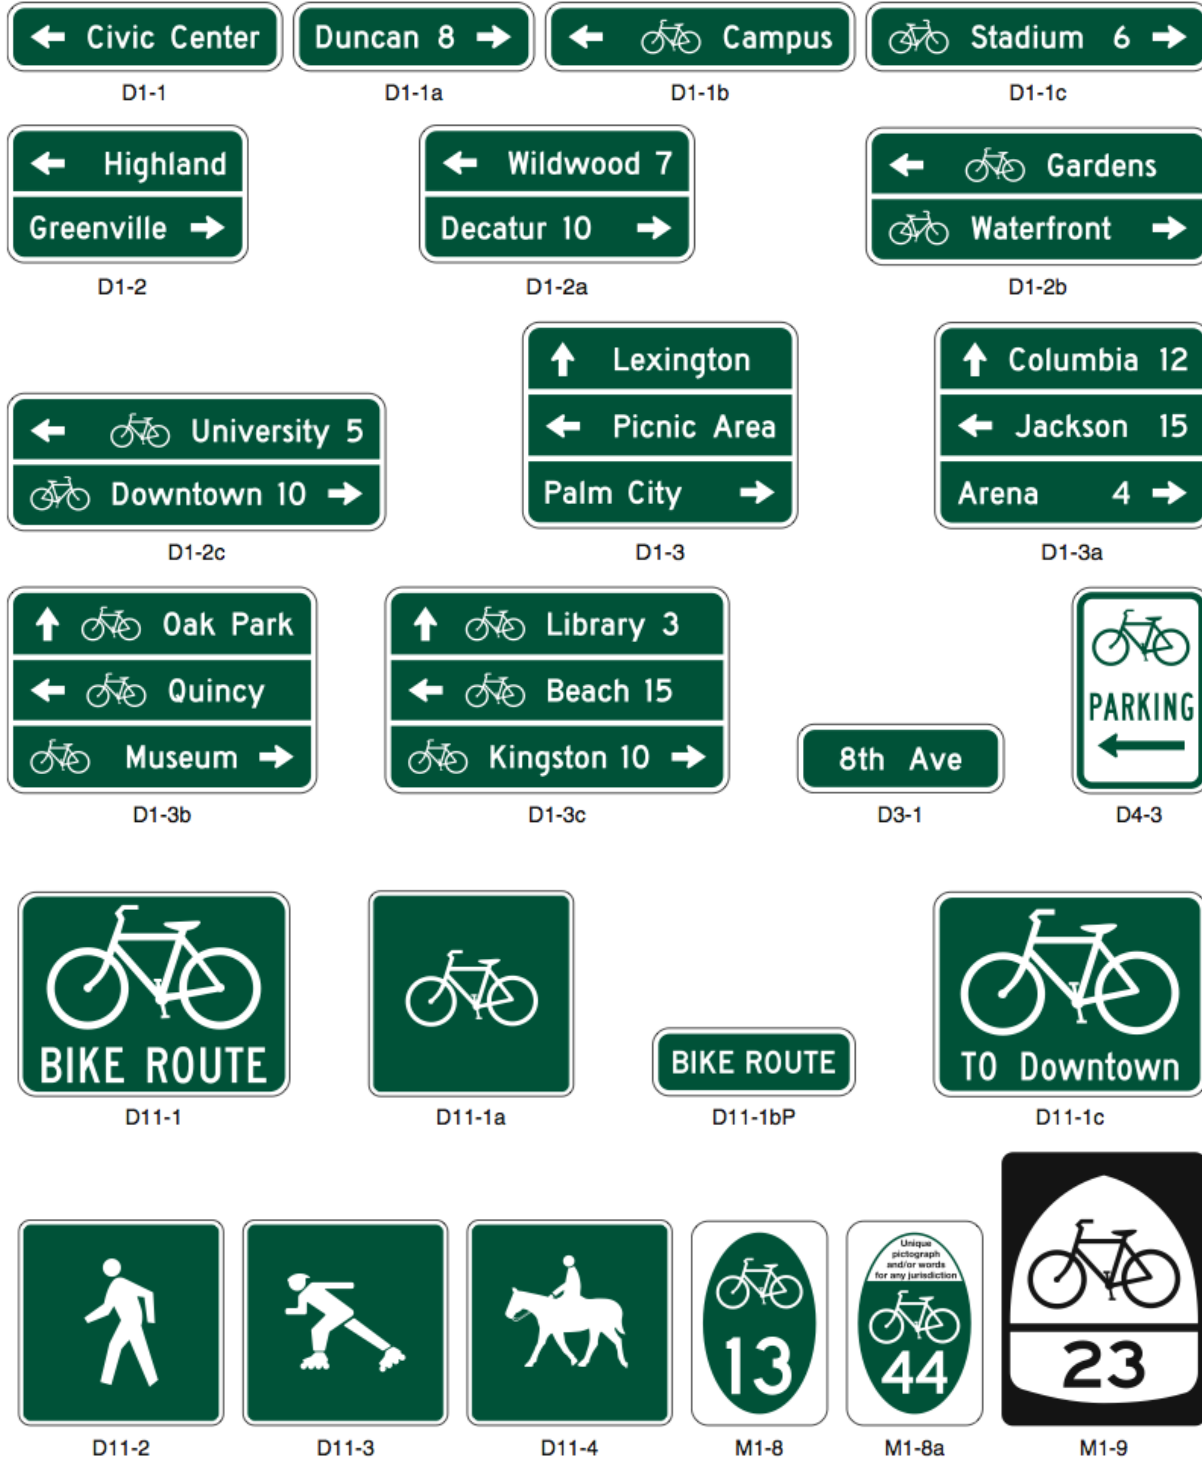 Civic Center
Duncan 8
Campus
Stadium 6
D1-1
D1-1a
D1-1b
D1-1c
Highland
Greenville
Wildwood 7
Decatur 10
Gardens
Waterfront
D1-2
D1-2a
D1-2b
University 5
Downtown 10
Lexington
Picnic Area
Palm City
Columbia 12
Jackson 15
Arena 4
D1-2c
D1-3
D1-3a
Oak Park
Quincy
Museum
Library 3
Beach 15
Kingston 10
8th Ave
PARKING
D1-3b
D1-3c
D3-1
D4-3
BIKE ROUTE
BIKE ROUTE
TO Downtown
D11-1
D11-1a
D11-1bP
D11-1c
13
Unique
pictograph
and/or words
for any jurisdiction
44
23
D11-2
D11-3
D11-4
M1-8
M1-8a
M1-9